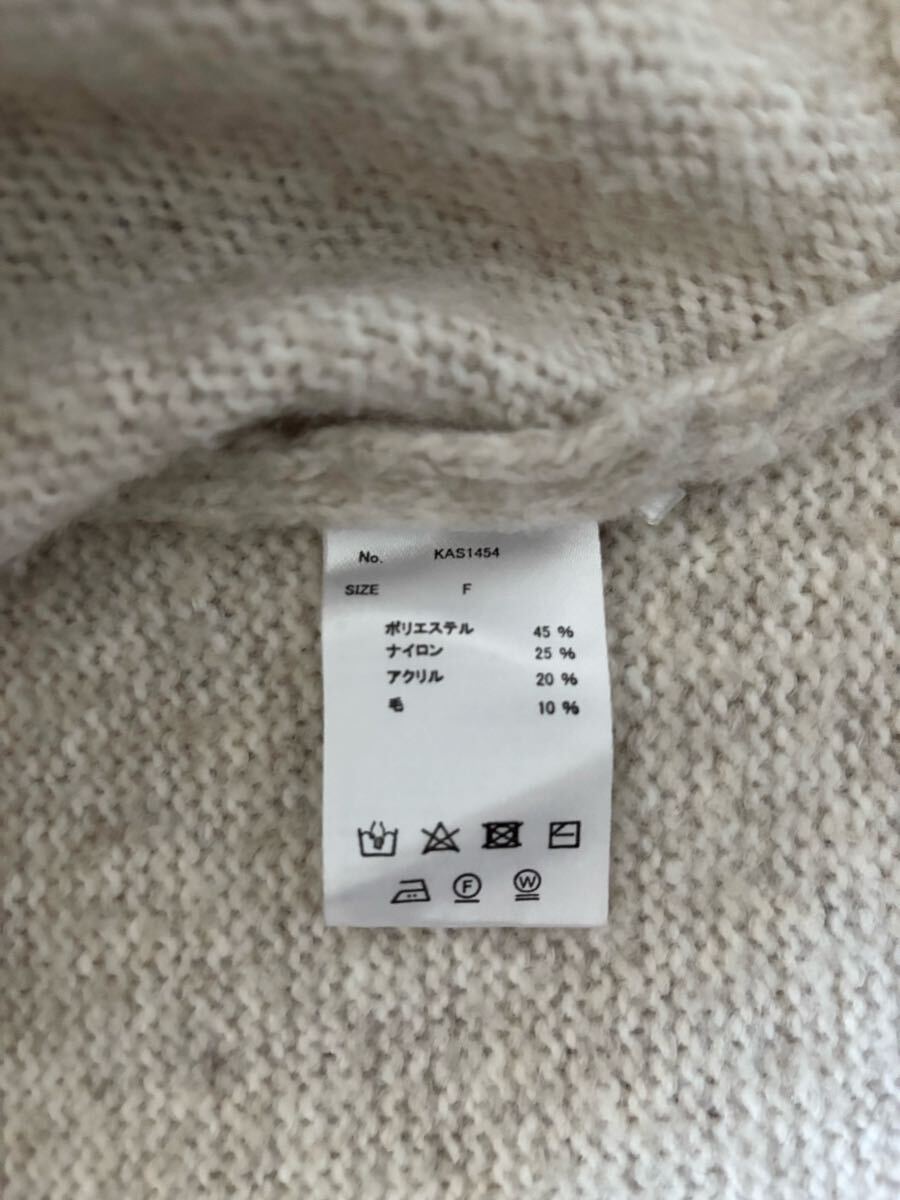 No. KAS1454
SIZE F
ポリエステル 45 %
ナイロン 25 %
アクリル 20 %
毛 10 %
F W